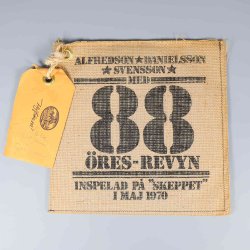 ALFREDSON ★ DANIELSSON
★ SVENSSON ★
MED
88
ÖRES-REVYN
INSPELAD PÅ "SKEPPET"
1 MAJ 1970